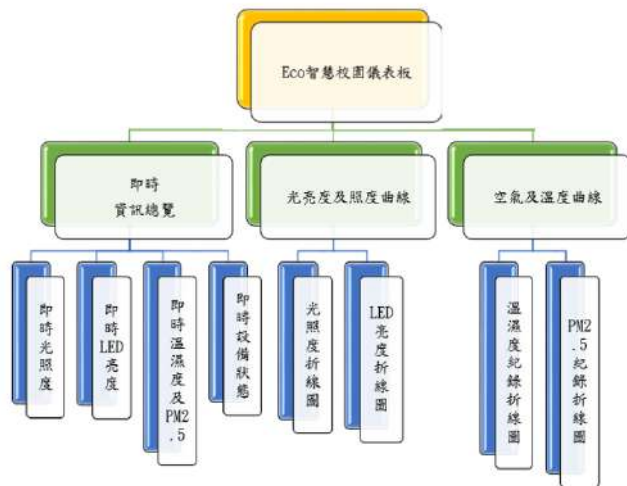 Eco智慧校園儀表板
即時
資訊總覽
光亮度及照度曲線
空氣及溫度曲線
即時光照度
即時LED亮度
即時溫濕度及PM2.5
即時設備狀態
光照度折線圖
LED亮度折線圖
溫濕度紀錄折線圖
PM2.5紀錄折線圖